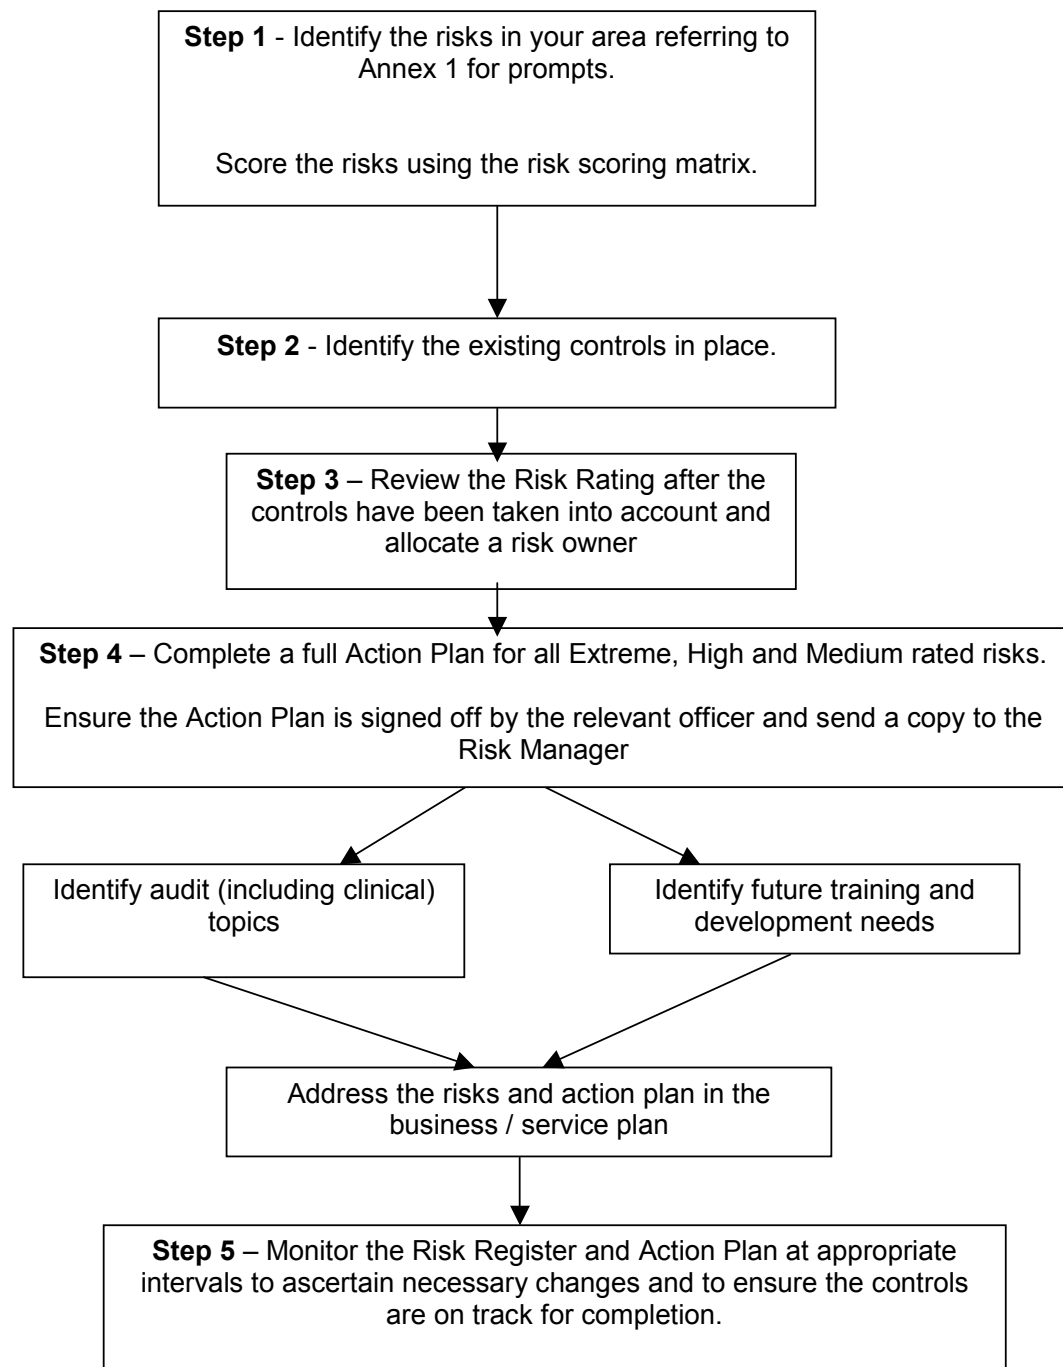 Step 1 - Identify the risks in your area referring to
Annex 1 for prompts.
Score the risks using the risk scoring matrix.
Step 2 - Identify the existing controls in place.
Step 3 – Review the Risk Rating after the
controls have been taken into account and
allocate a risk owner
Step 4 – Complete a full Action Plan for all Extreme, High and Medium rated risks.
Ensure the Action Plan is signed off by the relevant officer and send a copy to the
Risk Manager
Identify audit (including clinical)
topics
Identify future training and
development needs
Address the risks and action plan in the
business / service plan
Step 5 – Monitor the Risk Register and Action Plan at appropriate
intervals to ascertain necessary changes and to ensure the controls
are on track for completion.